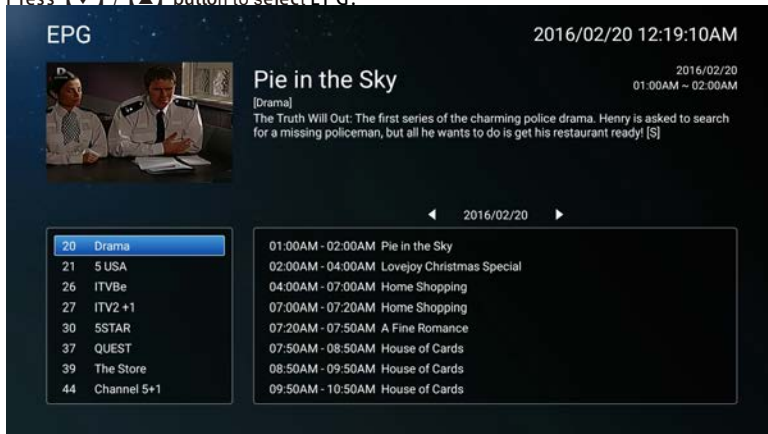 Press (▼) / (▲) button to select EPG.
EPG
2016/02/20 12:19:10AM
Pie in the Sky
2016/02/20
01:00AM ~ 02:00AM
[Drama]
The Truth Will Out: The first series of the charming police drama. Henry is asked to search
for a missing policeman, but all he wants to do is get his restaurant ready! [S]
2016/02/20
20 Drama
21 5 USA
26 ITVBe
27 ITV2 +1
30 5STAR
37 QUEST
39 The Store
44 Channel 5+1
01:00AM - 02:00AM Pie in the Sky
02:00AM - 04:00AM Lovejoy Christmas Special
04:00AM - 07:00AM Home Shopping
07:00AM - 07:20AM Home Shopping
07:20AM - 07:50AM A Fine Romance
07:50AM - 08:50AM House of Cards
08:50AM - 09:50AM House of Cards
09:50AM - 10:50AM House of Cards